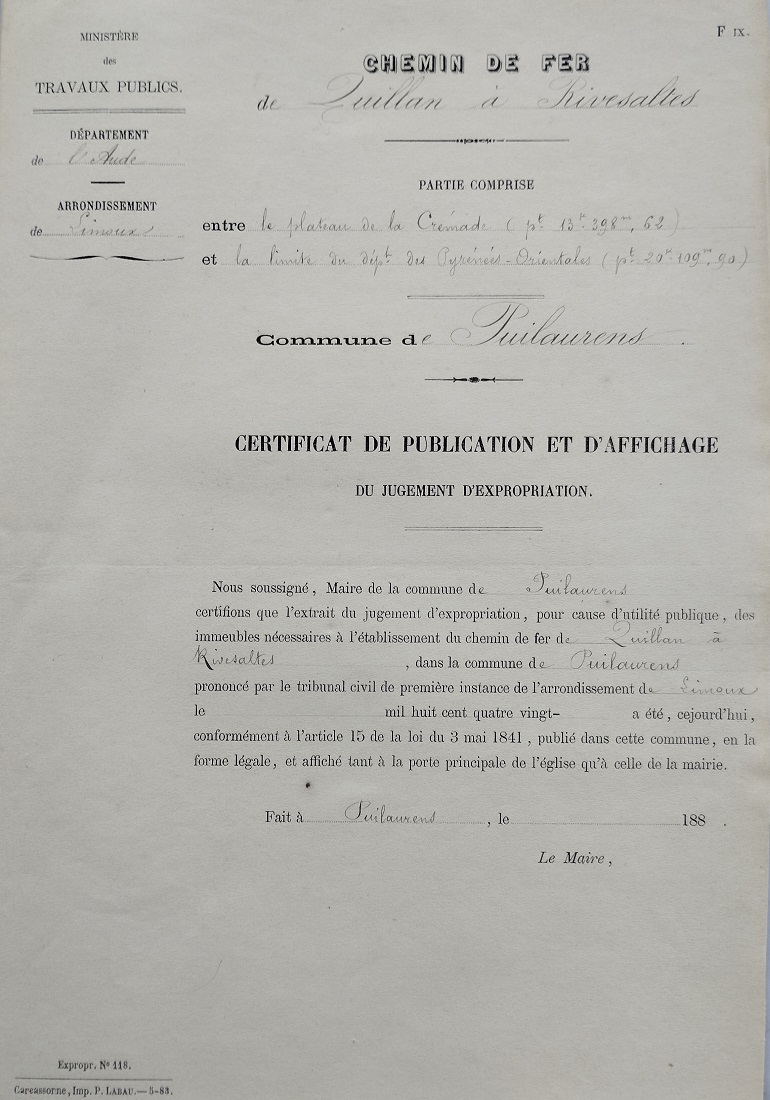 F IX.
MINISTÈRE
des
TRAVAUX PUBLICS.
DÉPARTEMENT
de l'Aude
ARRONDISSEMENT
de Limoux
CHEMIN DE FER
de Quillan à Rivesaltes
PARTIE COMPRISE
entre le plateau de la Crémade (pt 13k 398m, 62)
et la limite du dépt des Pyrénées-Orientales (pt 20k 109m, 90)
Commune de Puilaurens.
CERTIFICAT DE PUBLICATION ET D'AFFICHAGE
DU JUGEMENT D'EXPROPRIATION.
Nous soussigné, Maire de la commune de Puilaurens
certifions que l'extrait du jugement d'expropriation, pour cause d'utilité publique, des
immeubles nécessaires à l'établissement du chemin de fer de Quillan à
Rivesaltes, dans la commune de Puilaurens
prononcé par le tribunal civil de première instance de l'arrondissement de Limoux
le mil huit cent quatre vingt- a été, cejourd'hui,
conformément à l'article 15 de la loi du 3 mai 1841, publié dans cette commune, en la
forme légale, et affiché tant à la porte principale de l'église qu'à celle de la mairie.
Fait à Puilaurens, le 188 .
Le Maire,
Expropr. Nº 118.
Carcassonne, Imp. P. LABAU.—5-83.